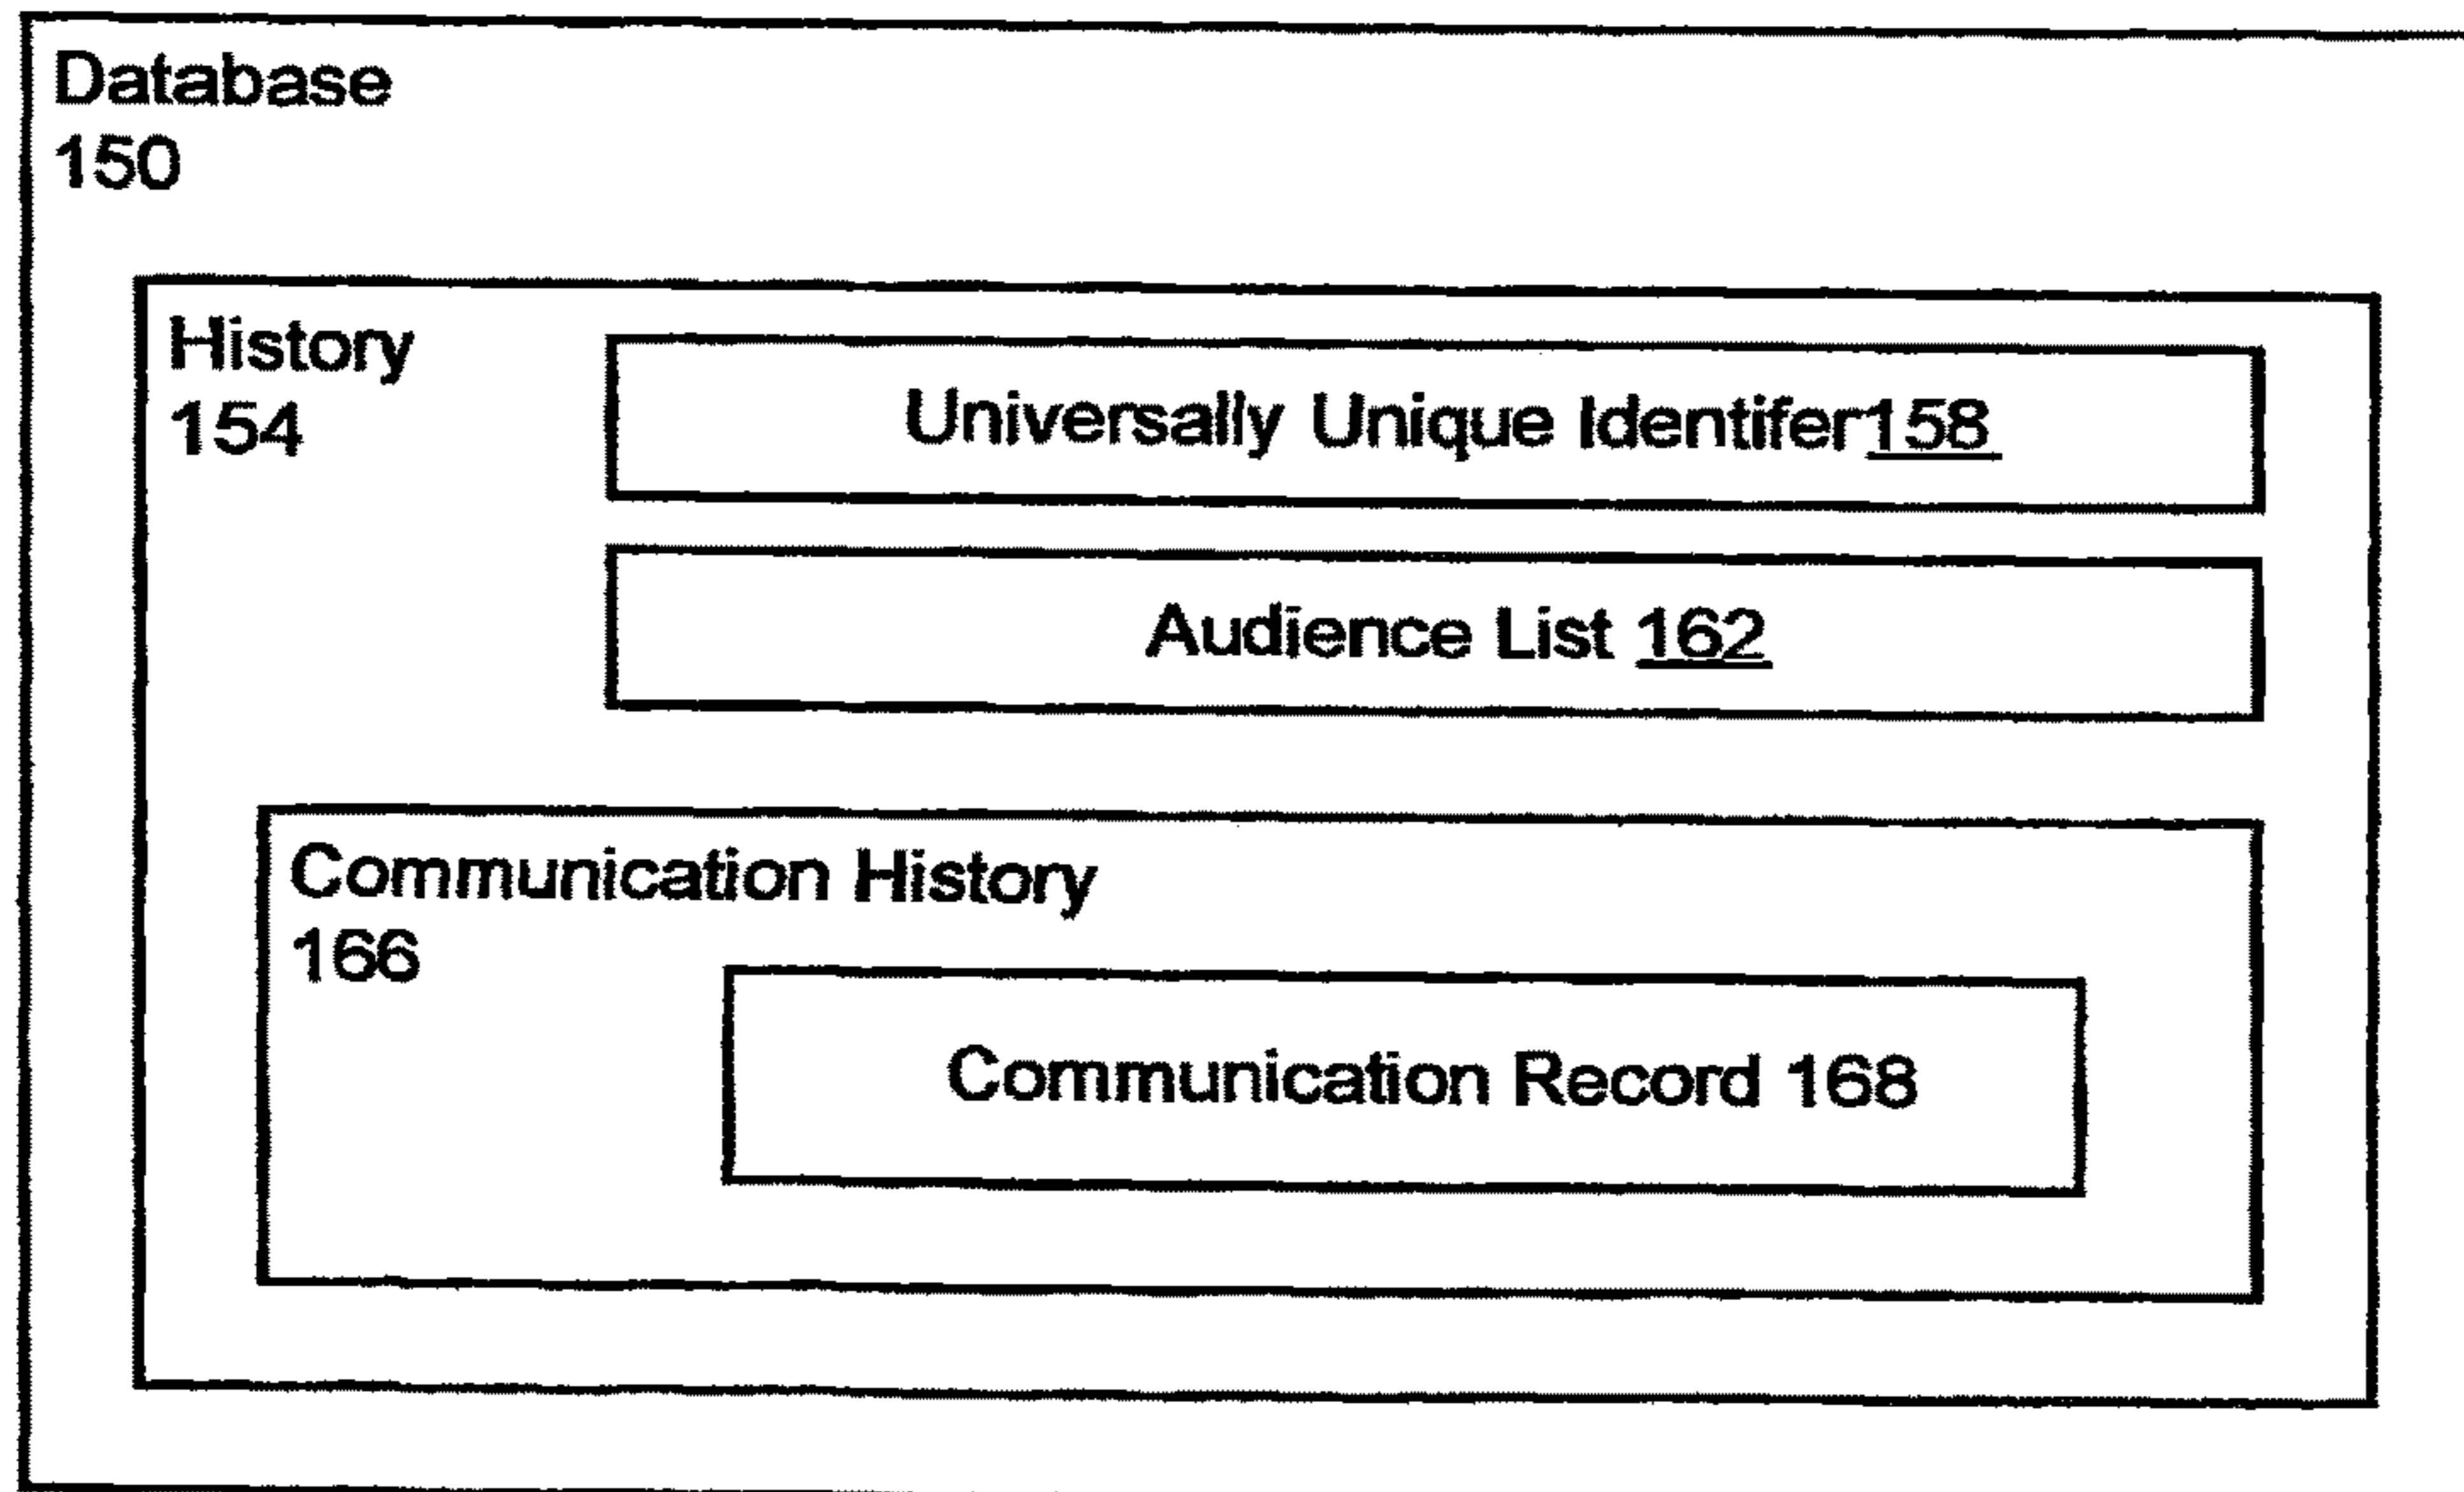 Database
150
History
154
Universally Unique Identifer158
Audience List 162
Communication History
166
Communication Record 168